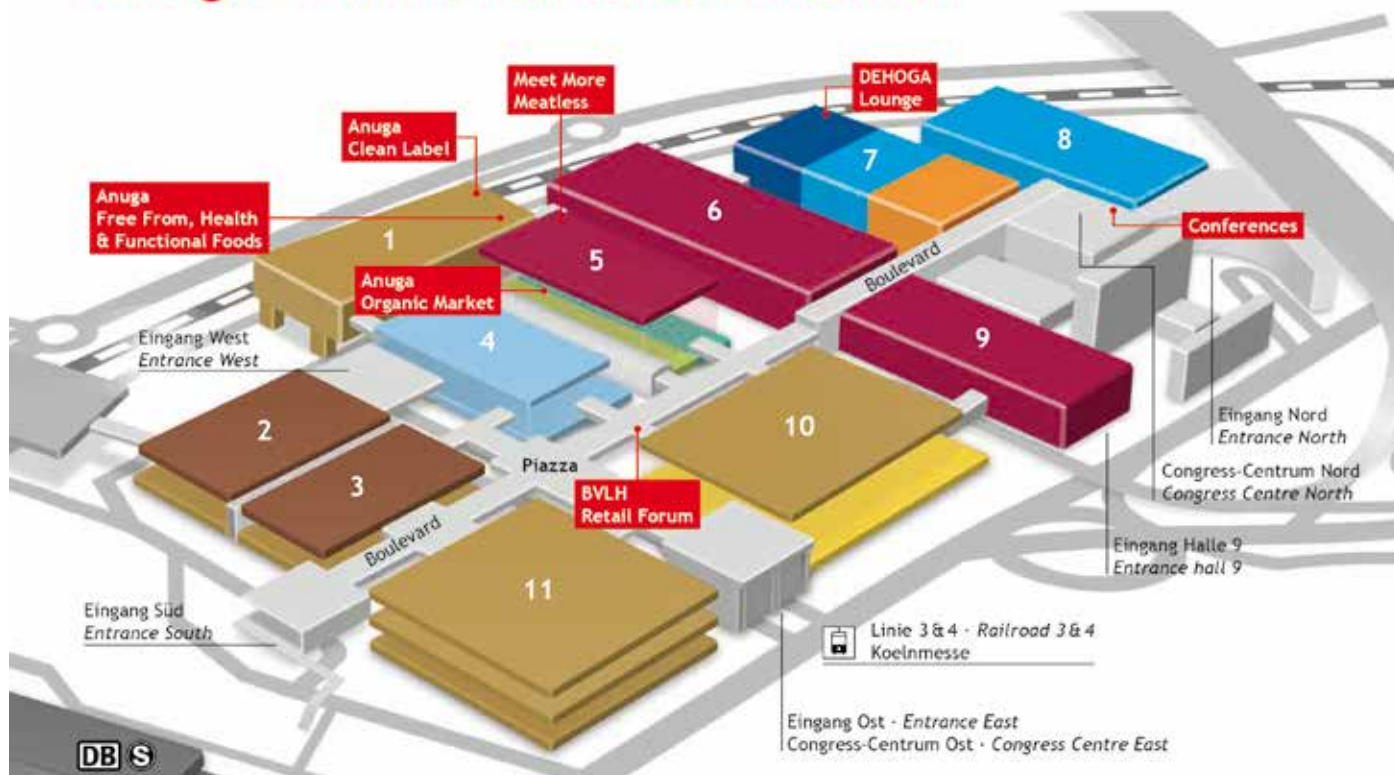 Meet More
Meatless
DEHOGA
Lounge
Anuga
Clean Label
8
7
Anuga
Free From, Health
& Functional Foods
6
1
Conferences
5
Boulevard
Anuga
Organic Market
Eingang West
Entrance West
4
9
2
10
Eingang Nord
Entrance North
3
Piazza
Congress-Centrum Nord
Congress Centre North
BVLH
Retail Forum
Boulevard
Eingang Halle 9
Entrance hall 9
11
Eingang Süd
Entrance South
Linie 3 & 4 · Railroad 3 & 4
Koelnmesse
Eingang Ost · Entrance East
Congress-Centrum Ost · Congress Centre East
DB S